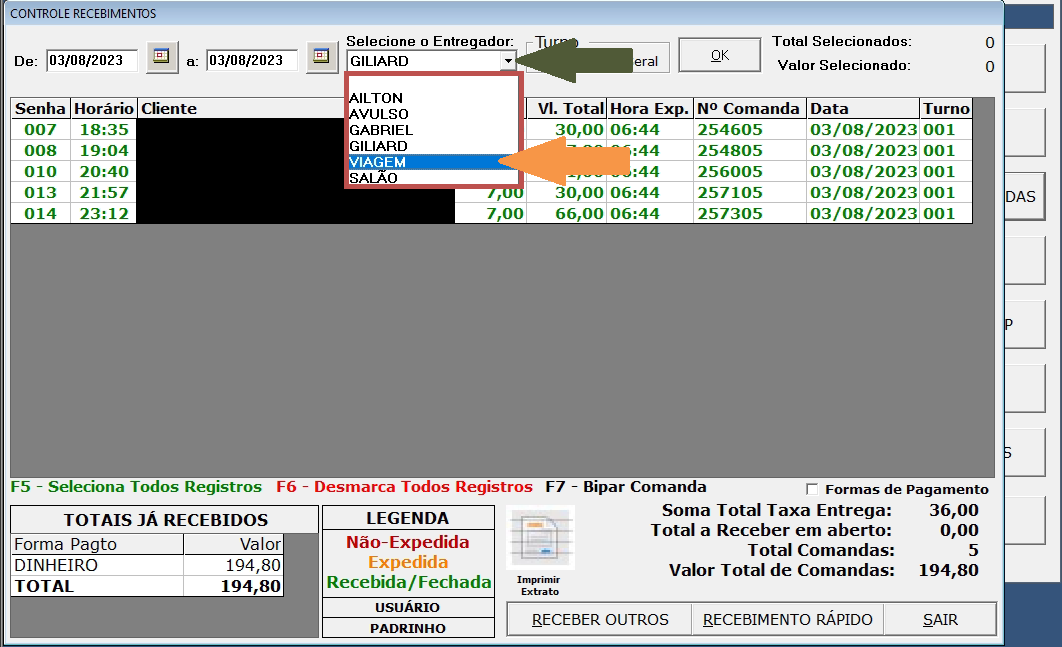 CONTROLE RECEBIMENTOS
De: 03/08/2023 a: 03/08/2023
Selecione o Entregador:
GILIARD
Turno
eral
OK
Total Selecionados: 0
Valor Selecionado: 0
AILTON
AVULSO
GABRIEL
GILIARD
VIAGEM
SALÃO
Senha Horário Cliente Vl. Total Hora Exp. Nº Comanda Data Turno
007 18:35 30,00 06:44 254605 03/08/2023 001
008 19:04 :44 254805 03/08/2023 001
010 20:40 :44 256005 03/08/2023 001
013 21:57 7,00 30,00 06:44 257105 03/08/2023 001
014 23:12 7,00 66,00 06:44 257305 03/08/2023 001
DAS
P
S
F5 - Seleciona Todos Registros F6 - Desmarca Todos Registros F7 - Bipar Comanda
Formas de Pagamento
TOTAIS JÁ RECEBIDOS
Forma Pagto Valor
DINHEIRO 194,80
TOTAL 194,80
LEGENDA
Não-Expedida
Expedida
Recebida/Fechada
USUÁRIO
PADRINHO
Imprimir
Extrato
Soma Total Taxa Entrega: 36,00
Total a Receber em aberto: 0,00
Total Comandas: 5
Valor Total de Comandas: 194,80
RECEBER OUTROS RECEBIMENTO RÁPIDO SAIR